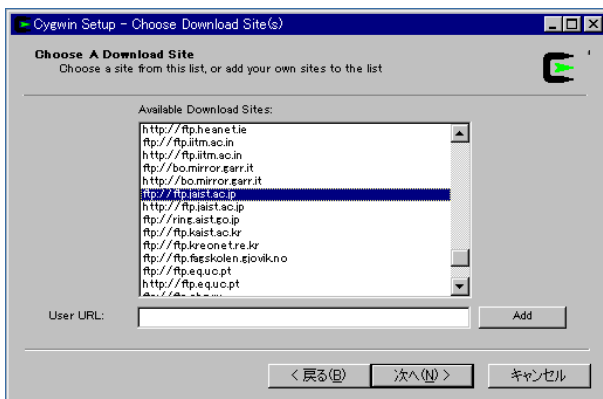 Cygwin Setup - Choose Download Site(s)
Choose A Download Site
Choose a site from this list, or add your own sites to the list
Available Download Sites:
http://ftp.heanet.ie
ftp://ftp.iitm.ac.in
http://ftp.iitm.ac.in
ftp://bo.mirror.garr.it
http://bo.mirror.garr.it
ftp://ftp.jaist.ac.jp
http://ftp.jaist.ac.jp
ftp://ring.aist.go.jp
ftp://ftp.kaist.ac.kr
ftp://ftp.kreonet.re.kr
ftp://ftp.fagskolen.gjovik.no
ftp://ftp.eq.uc.pt
http://ftp.eq.uc.pt
User URL:
Add
< 戻る(B)
次へ(N) >
キャンセル